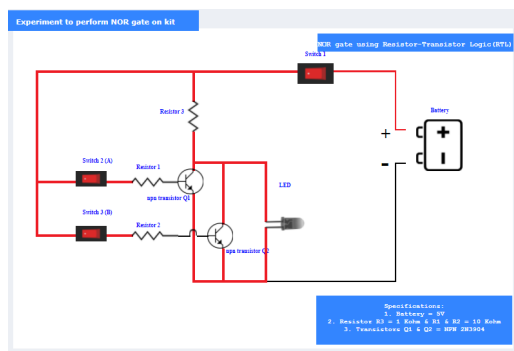 Experiment to perform NOR gate on kit
NOR gate using Resistor-Transistor Logic(RTL)
Switch 1
Resistor 3
Battery
+
+
-
Switch 2 (A)
Resistor 1
npn transistor Q1
LED
Switch 3 (B)
Resistor 2
npn transistor Q2
Specifications:
1. Battery = 5V
2. Resistor R3 = 1 Kohm & R1 & R2 = 10 Kohm
3. Transistors Q1 & Q2 = NPN 2N3904